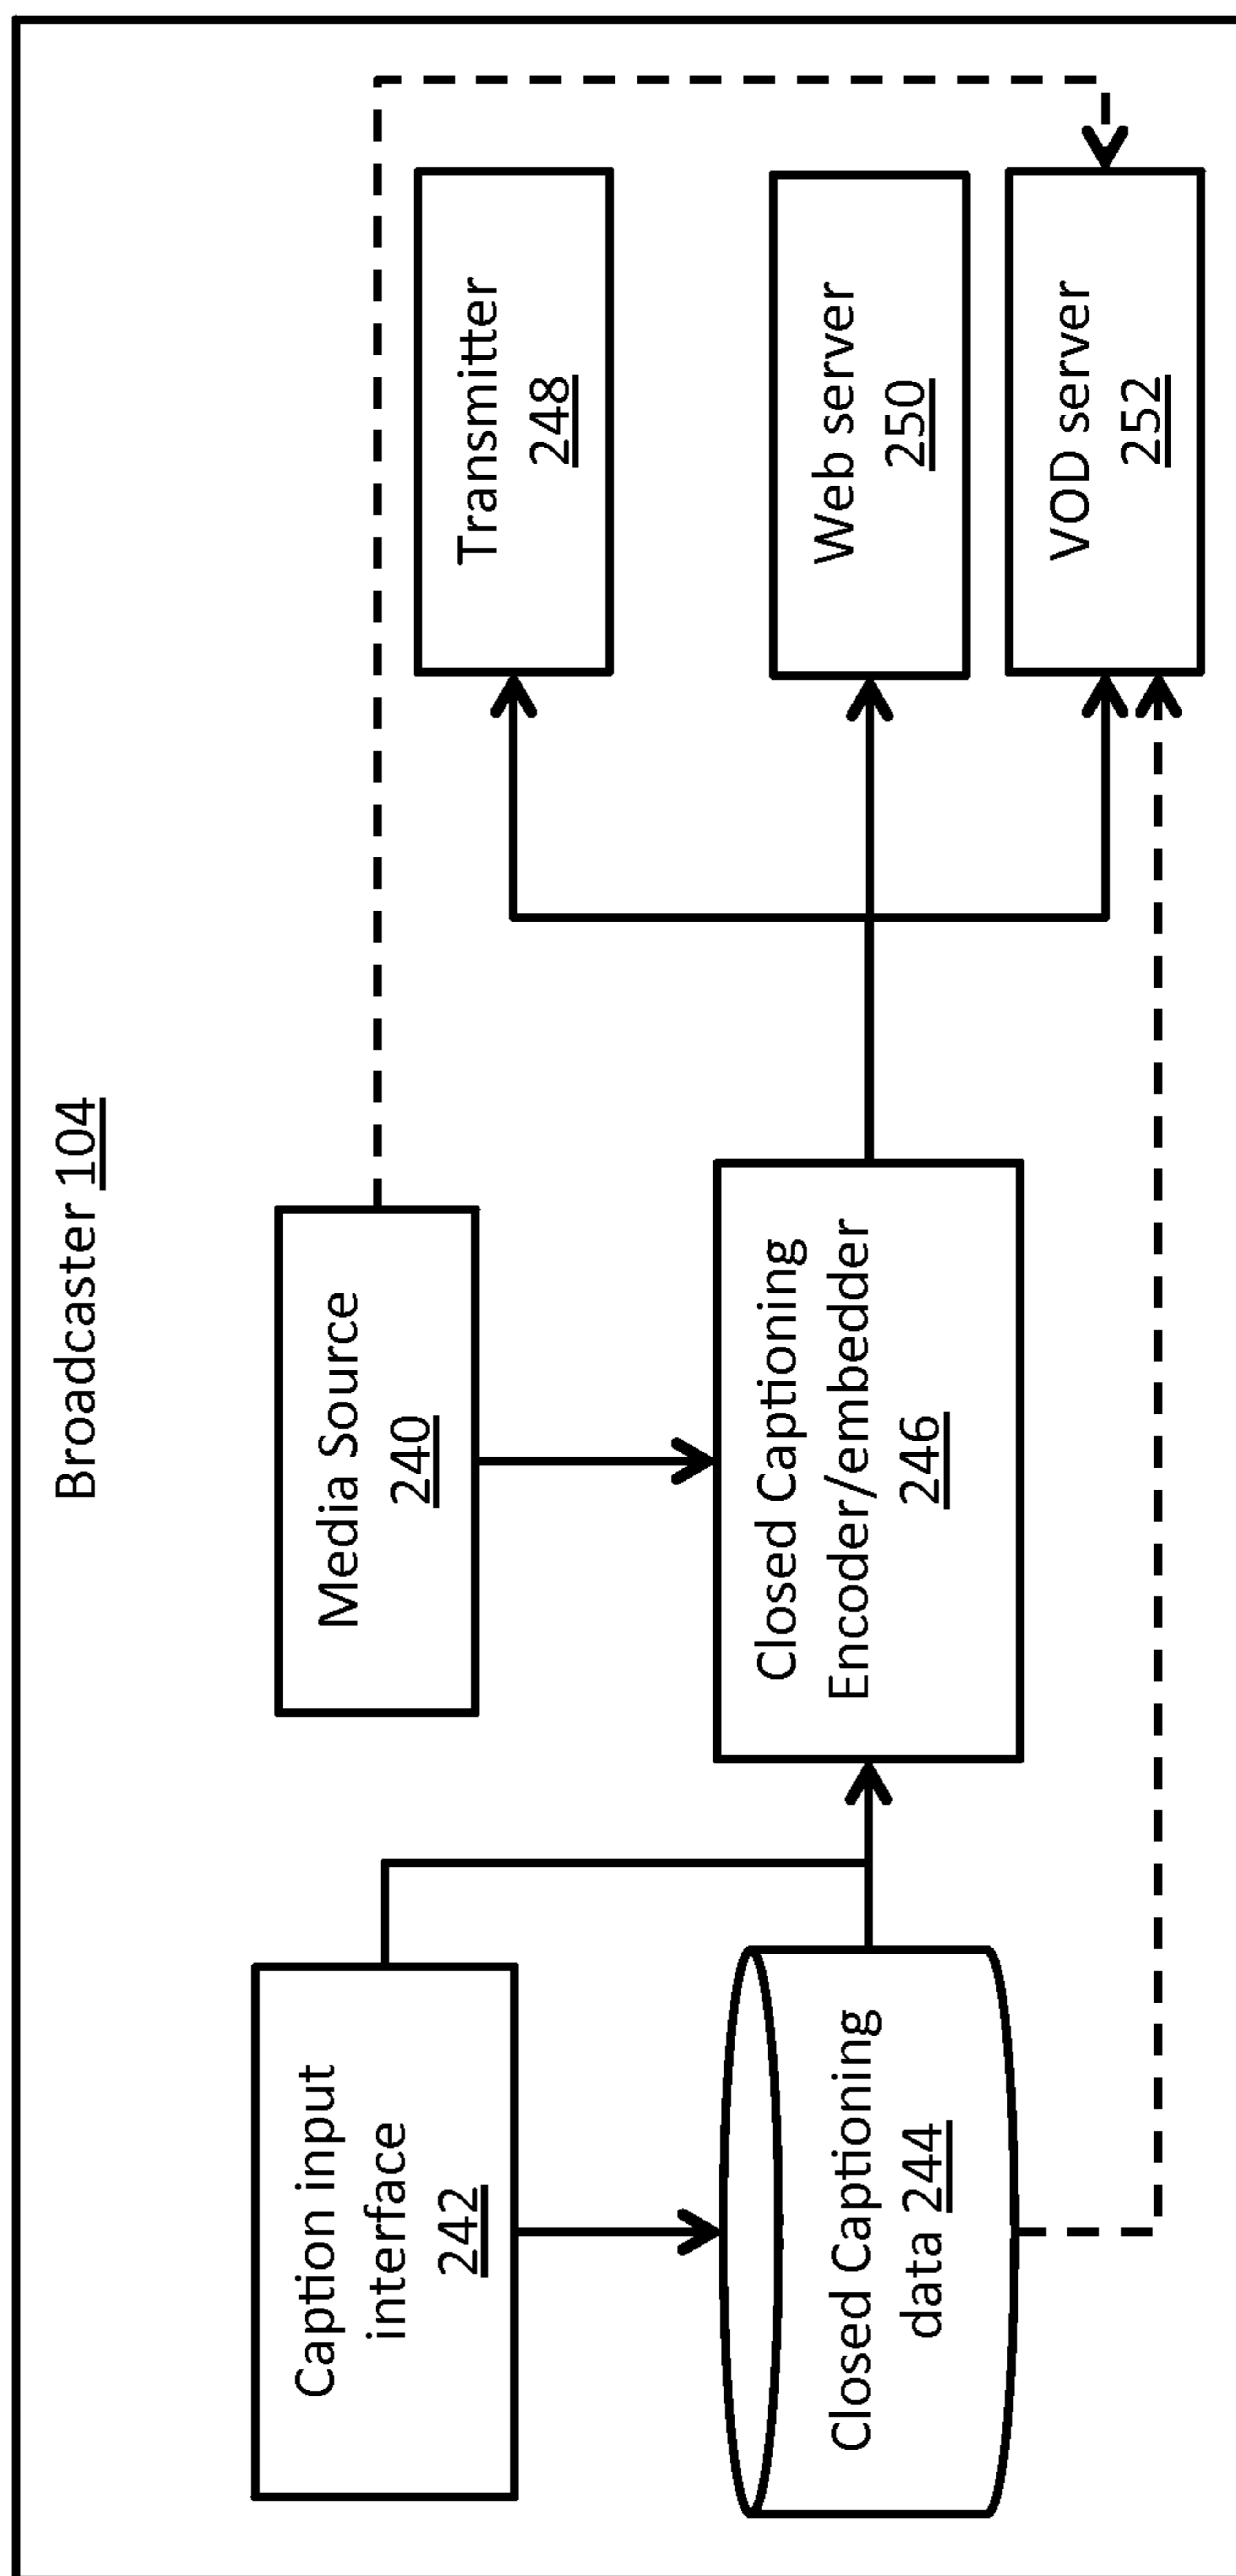 Broadcaster 104
Caption input
interface
242
Media Source
240
Transmitter
248
Closed Captioning
data 244
Closed Captioning
Encoder/embedder
246
Web server
250
VOD server
252